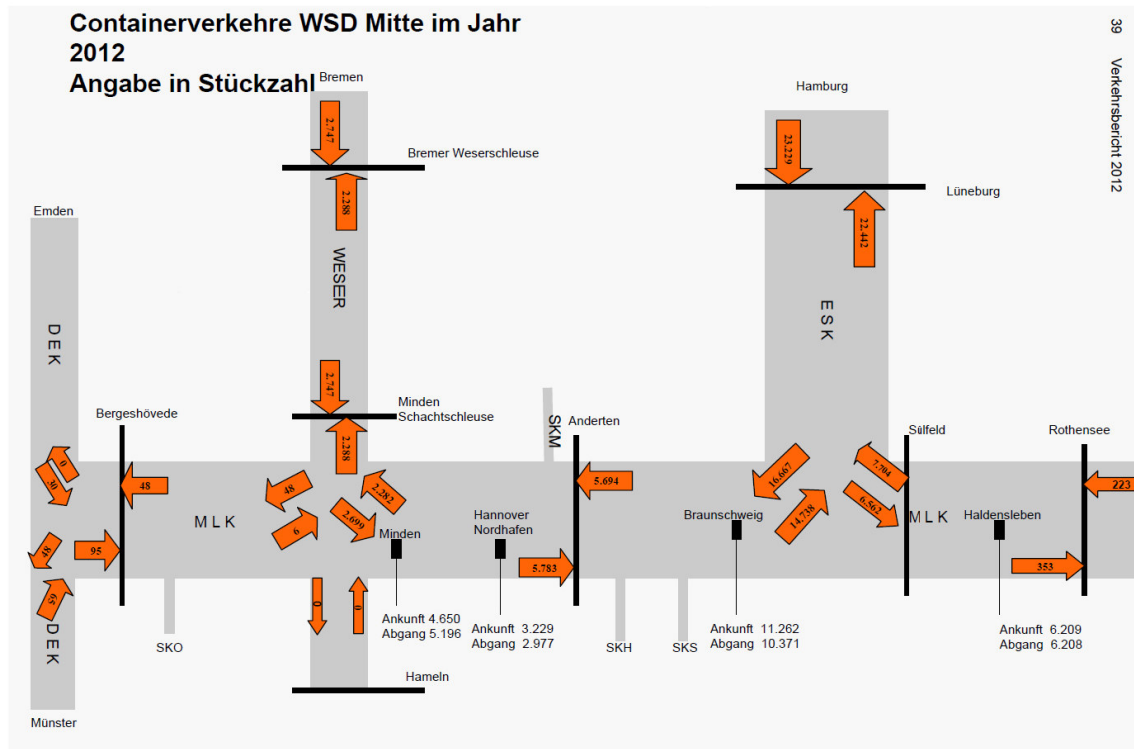 Containerverkehre WSD Mitte im Jahr
2012
Angabe in Stückzahl
39 Verkehrsbericht 2012
Bremen
Hamburg
2.747
23.229
Bremer Weserschleuse
Lüneburg
2.288
22.442
Emden
WESER
ESK
DEK
2.747
Minden
Schachtschleuse
Bergeshövede
2.288
SKM
Anderten
Sülfeld
Rothensee
0
30
48
48
2.282
5.694
16.667
7.704
223
MLK
6
2.699
Minden
Hannover
Nordhafen
Braunschweig
14.738
6.562
MLK
Haldensleben
48
95
5.783
353
65
0
0
DEK
SKO
Ankunft 4.650
Abgang 5.196
Ankunft 3.229
Abgang 2.977
SKH
SKS
Ankunft 11.262
Abgang 10.371
Ankunft 6.209
Abgang 6.208
Hameln
Münster